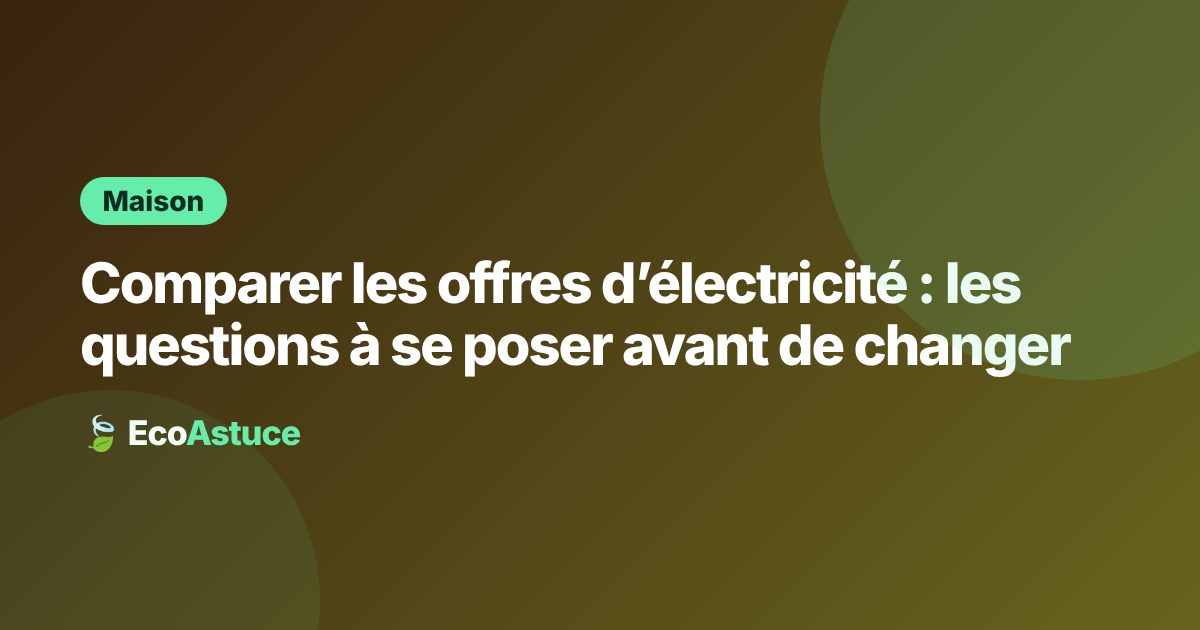 Maison
Comparer les offres d’électricité : les
questions à se poser avant de changer
EcoAstuce